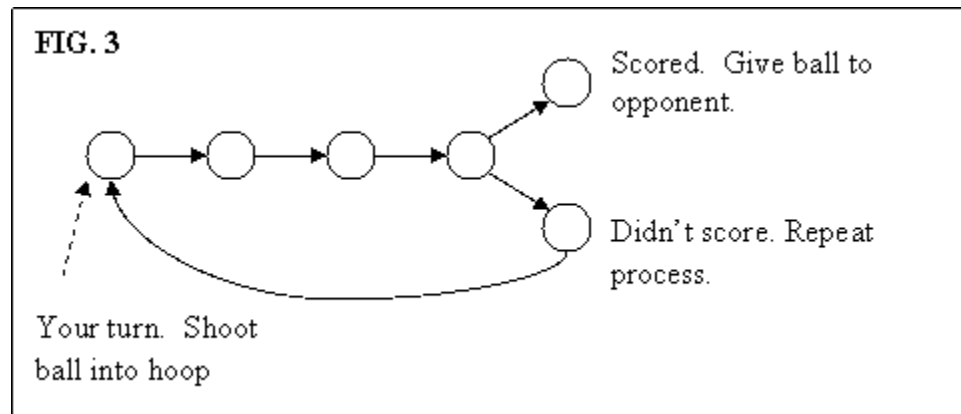 FIG. 3
Scored. Give ball to
opponent.
Didn't score. Repeat
process.
Your turn. Shoot
ball into hoop